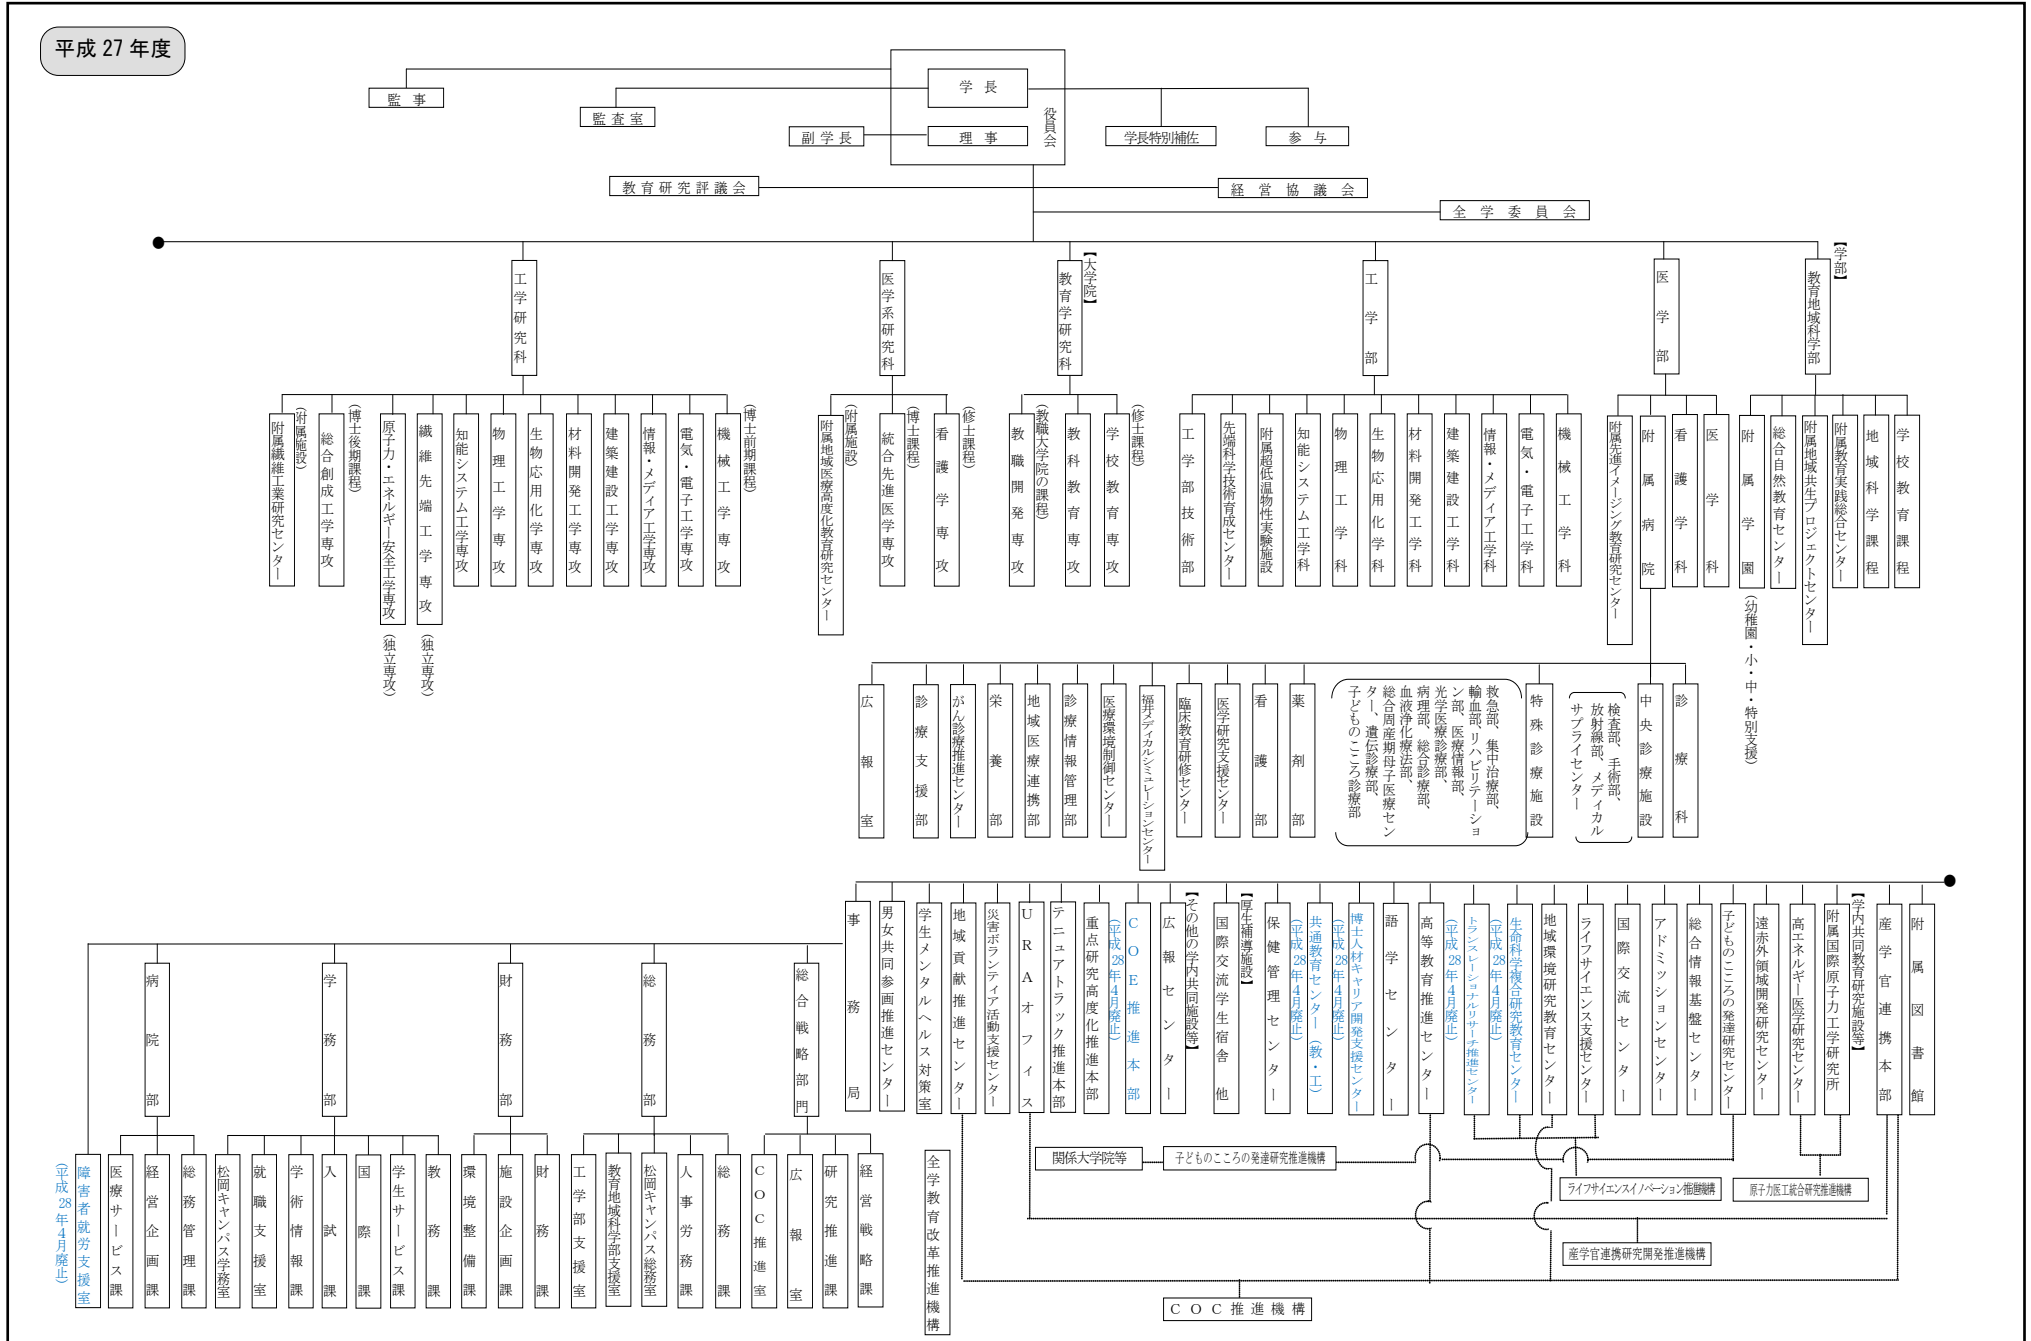 平成 27 年度
学長
役員会
監事
監査室
副学長
理事
学長特別補佐
参与
教育研究評議会
経営協議会
全学委員会
【学部】
教育地域科学部
医学部
工学部
【大学院】
教育学研究科
医学系研究科
工学研究科
学校教育課程
地域科学課程
附属教育実践総合センター
附属地域共生プロジェクトセンター
総合自然教育センター
附属学園
(幼稚園・小・中・特別支援)
医学科
看護学科
附属病院
附属先進イメージング教育研究センター
機械工学科
電気・電子工学科
情報・メディア工学科
建築建設工学科
材料開発工学科
生物応用化学科
物理工学科
知能システム工学科
附属超低温物性実験施設
先端科学技術育成センター
工学部技術部
(修士課程)
学校教育専攻
教科教育専攻
(教職大学院の課程)
教職開発専攻
(修士課程)
看護学専攻
(博士課程)
統合先進医学専攻
(附属施設)
附属地域医療高度化教育研究センター
(博士前期課程)
機械工学専攻
電気・電子工学専攻
情報・メディア工学専攻
建築建設工学専攻
材料開発工学専攻
生物応用化学専攻
物理工学専攻
知能システム工学専攻
繊維先端工学専攻
(独立専攻)
原子力・エネルギー安全工学専攻
(独立専攻)
(博士後期課程)
総合創成工学専攻
(附属施設)
附属繊維工業研究センター
診療科
中央診療施設
検査部、手術部、
放射線部、メディカル
サプライセンター
特殊診療施設
救急部、集中治療部、
輸血部、リハビリテーショ
ン部、医療情報部、
光学医療診療部、
病理部、総合診療部、
血液浄化療法部、
総合周産期母子医療セン
ター、遺伝診療部、
子どものこころ診療部
薬剤部
看護部
医学研究支援センター
臨床教育研修センター
福井メディカルシミュレーションセンター
医療環境制御センター
診療情報管理部
地域医療連携部
栄養部
がん診療推進センター
診療支援部
広報室
附属図書館
産学官連携本部
【学内共同教育研究施設等】
附属国際原子力工学研究所
高エネルギー医学研究センター
遠赤外領域開発研究センター
子どものこころの発達研究センター
総合情報基盤センター
アドミッションセンター
国際交流センター
ライフサイエンス支援センター
地域環境研究教育センター
生命科学複合研究教育センター
(平成28年4月廃止)
トランスレーショナルリサーチ推進センター
(平成28年4月廃止)
高等教育推進センター
語学センター
博士人材キャリア開発支援センター
(平成28年4月廃止)
共通教育センター(教・工)
(平成28年4月廃止)
保健管理センター
【厚生補導施設】
国際交流学生宿舎 他
【その他の学内共同施設等】
広報センター
COE推進本部
(平成28年4月廃止)
重点研究高度化推進本部
テニュアトラック推進本部
URAオフィス
災害ボランティア活動支援センター
地域貢献推進センター
学生メンタルヘルス対策室
男女共同参画推進センター
事務局
総合戦略部門
総務部
財務部
学務部
病院部
経営戦略課
研究推進課
広報室
COC推進室
総務課
人事労務課
松岡キャンパス総務室
教育地域科学部支援室
工学部支援室
財務課
施設企画課
環境整備課
教務課
学生サービス課
国際課
入試課
学術情報課
就職支援室
松岡キャンパス学務室
総務管理課
経営企画課
医療サービス課
障害者就労支援室
(平成28年4月廃止)
全学教育改革推進機構
関係大学院等
子どものこころの発達研究推進機構
ライフサイエンスイノベーション推進機構
原子力医工統合研究推進機構
産学官連携研究開発推進機構
COC推進機構